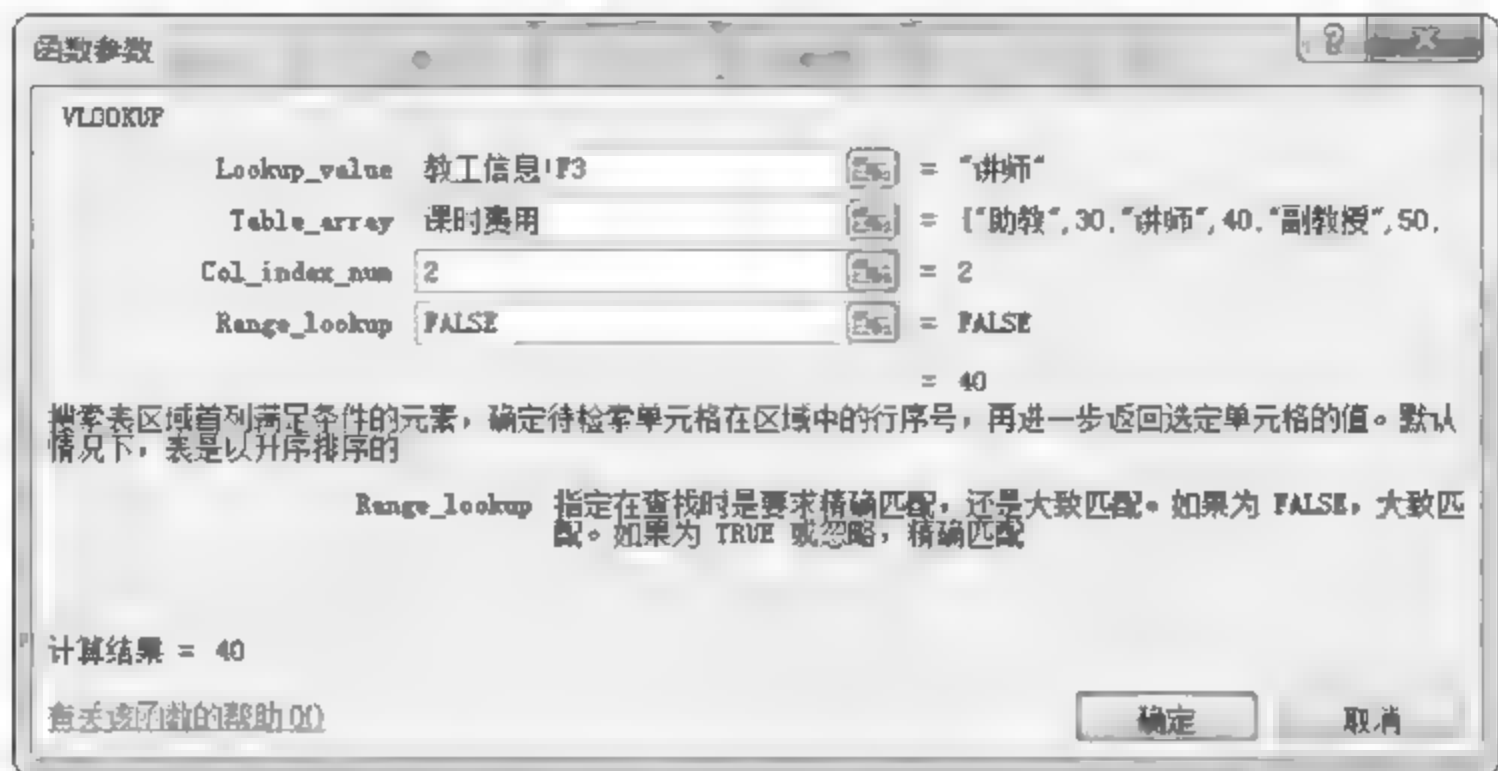 函数参数
VLOOKUP
Lookup_value 教工信息!F3 = "讲师"
Table_array 课时费用 = {"助教",30,"讲师",40,"副教授",50,
Col_index_num 2 = 2
Range_lookup FALSE = FALSE
= 40
搜索表区域首列满足条件的元素，确定待检索单元格在区域中的行序号，再进一步返回选定单元格的值。默认
情况下，表是以升序排序的
Range_lookup 指定在查找时是要求精确匹配，还是大致匹配。如果为 FALSE，大致匹
配。如果为 TRUE 或忽略，精确匹配
计算结果 = 40
有关该函数的帮助(H)
确定 取消